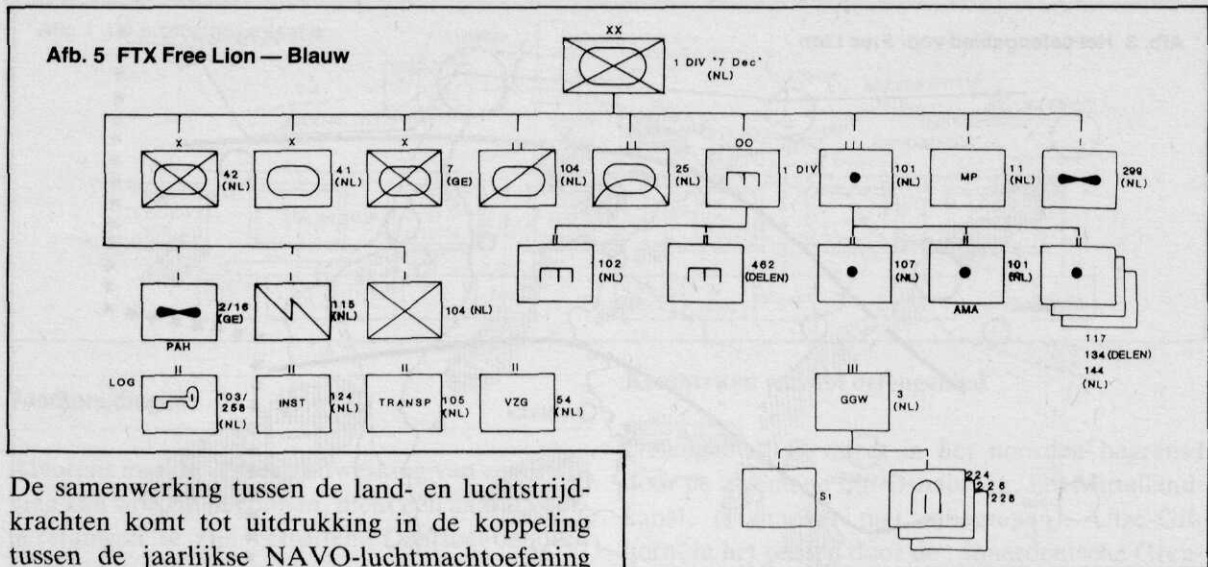 Afb. 5 FTX Free Lion — Blauw
XX
1 DIV "7 Dec"
(NL)
X
42
(NL)
X
41
(NL)
X
7
(GE)
III
104
(NL)
III
25
(NL)
OO
1 DIV
III
101
(NL)
MP
11
(NL)
299
(NL)
II
102
(NL)
II
462
(DELEN)
II
107
(NL)
II
101
(NL)
AMA
II
117
134 (DELEN)
144
(NL)
2/16
(GE)
PAH
115
(NL)
104 (NL)
LOG
II
103/
258
(NL)
II
INST
124
(NL)
II
TRANSP
105
(NL)
II
VZG
54
(NL)
III
GGW
3
(NL)
S1
224
226
228
De samenwerking tussen de land- en luchtstrijd-
krachten komt tot uitdrukking in de koppeling
tussen de jaarlijkse NAVO-luchtmachtoefening